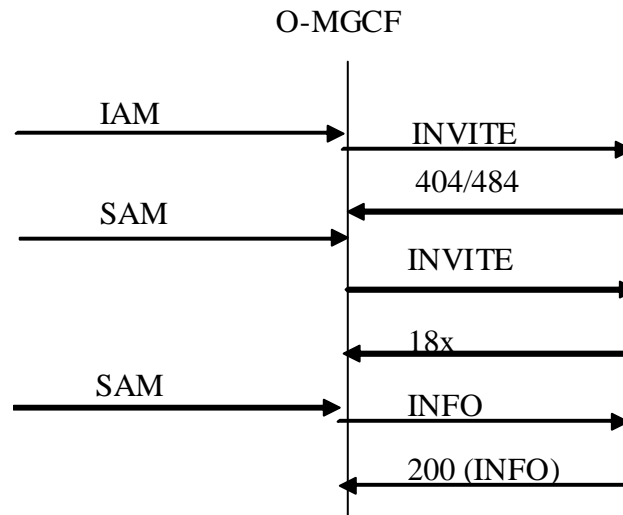 O-MGCF
IAM
INVITE
404/484
SAM
INVITE
18x
SAM
INFO
200 (INFO)